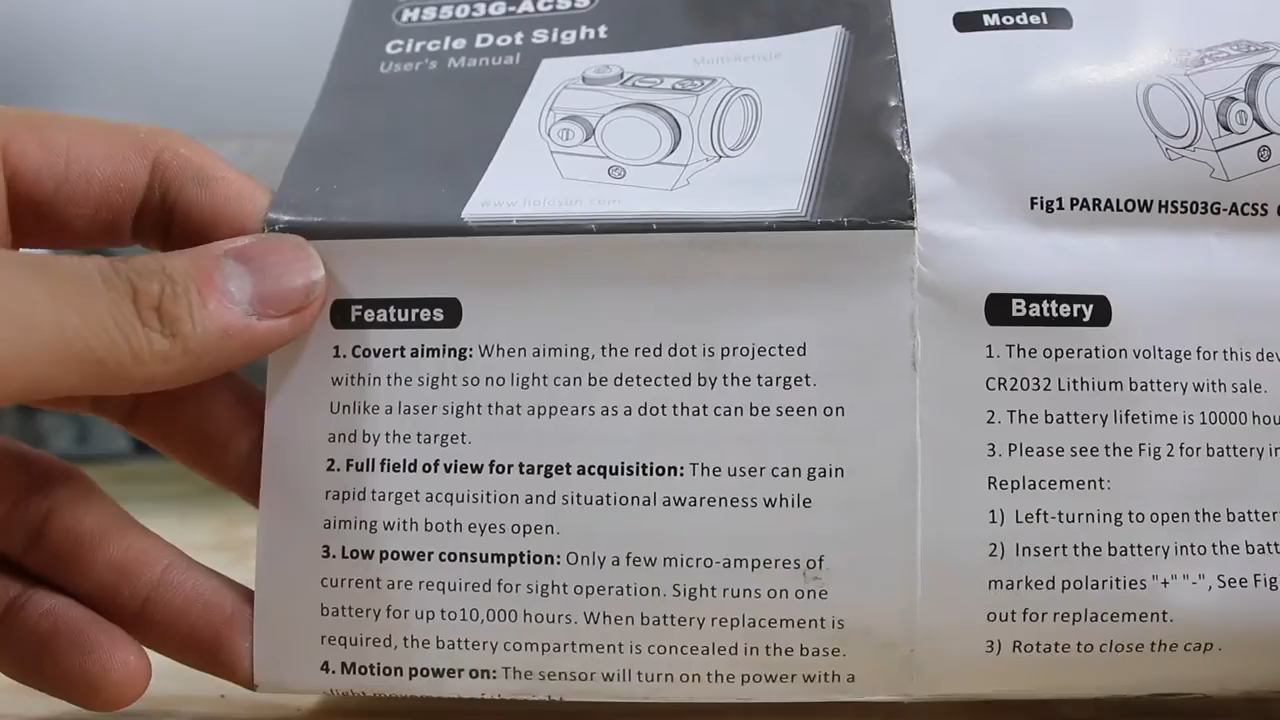 HS503G-ACSS
Circle Dot Sight
User's Manual
Multi-Reticle
www.holosun.com
Features
1. Covert aiming: When aiming, the red dot is projected
within the sight so no light can be detected by the target.
Unlike a laser sight that appears as a dot that can be seen on
and by the target.
2. Full field of view for target acquisition: The user can gain
rapid target acquisition and situational awareness while
aiming with both eyes open.
3. Low power consumption: Only a few micro-amperes of
current are required for sight operation. Sight runs on one
battery for up to10,000 hours. When battery replacement is
required, the battery compartment is concealed in the base.
4. Motion power on: The sensor will turn on the power with a
Model
Fig1 PARALOW HS503G-ACSS
Battery
1. The operation voltage for this
CR2032 Lithium battery with sale.
2. The battery lifetime is 10000
3. Please see the Fig 2 for battery
Replacement:
1) Left-turning to open the
2) Insert the battery into the
marked polarities "+" "-", See Fig
out for replacement.
3) Rotate to close the cap.